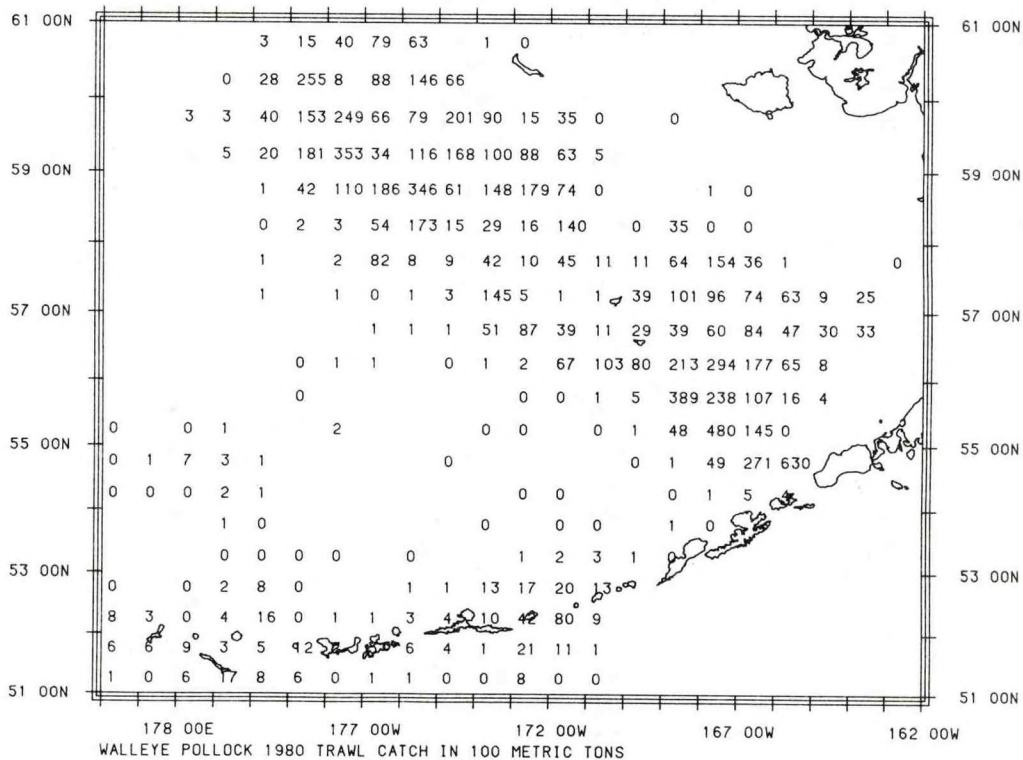 61 00N 61 00N
3 15 40 79 63 1 0
0 28 255 8 88 146 66
3 3 40 153 249 66 79 201 90 15 35 0 0
59 00N 5 20 181 353 34 116 168 100 88 63 5 59 00N
1 42 110 186 346 61 148 179 74 0 1 0
0 2 3 54 173 15 29 16 140 0 35 0 0
1 2 82 8 9 42 10 45 11 11 64 154 36 1 0
57 00N 1 1 0 1 3 145 5 1 1 39 101 96 74 63 9 25 57 00N
1 1 1 51 87 39 11 29 39 60 84 47 30 33
0 1 1 0 1 2 67 103 80 213 294 177 65 8
0 0 0 1 5 389 238 107 16 4
55 00N 0 0 1 2 0 0 0 1 48 480 145 0 55 00N
0 1 7 3 1 0 0 1 49 271 630
0 0 0 2 1 0 0 0 1 5
1 0 0 0 0 1 0
53 00N 0 0 0 0 0 1 2 3 1 53 00N
0 0 2 8 0 1 1 13 17 20 13
8 3 0 4 16 0 1 1 3 4 10 42 80 9
6 6 9 3 5 6 4 1 21 11 1
51 00N 1 0 6 17 8 6 0 1 1 0 0 8 0 0 51 00N
178 00E 177 00W 172 00W 167 00W 162 00W
WALLEYE POLLOCK 1980 TRAWL CATCH IN 100 METRIC TONS